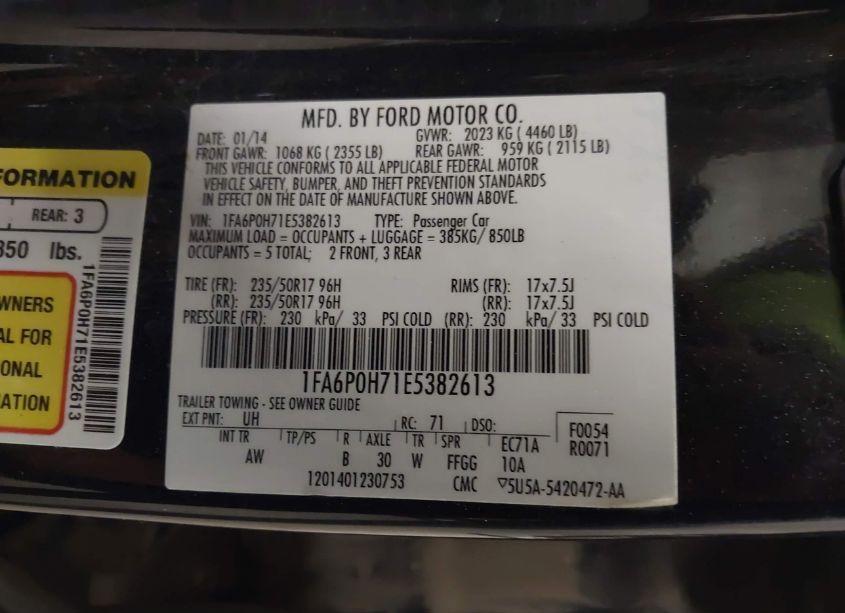 MFD. BY FORD MOTOR CO.
DATE: 01/14 GVWR: 2023 KG ( 4460 LB)
FRONT GAWR: 1068 KG ( 2355 LB) REAR GAWR: 959 KG ( 2115 LB)
THIS VEHICLE CONFORMS TO ALL APPLICABLE FEDERAL MOTOR
VEHICLE SAFETY, BUMPER, AND THEFT PREVENTION STANDARDS
IN EFFECT ON THE DATE OF MANUFACTURE SHOWN ABOVE.
VIN: 1FA6P0H71E5382613 TYPE: Passenger Car
MAXIMUM LOAD = OCCUPANTS + LUGGAGE = 385KG/ 850LB
OCCUPANTS = 5 TOTAL; 2 FRONT, 3 REAR
TIRE (FR): 235/50R17 96H RIMS (FR): 17x7.5J
(RR): 235/50R17 96H (RR): 17x7.5J
PRESSURE (FR): 230 kPa/ 33 PSI COLD (RR): 230 kPa/ 33 PSI COLD
1FA6P0H71E5382613
TRAILER TOWING - SEE OWNER GUIDE
EXT PNT: UH RC: 71 DSO:
INT TR TP/PS R AXLE TR SPR EC71A
AW B 30 W FFGG 10A
F0054
R0071
1201401230753 CMC ▽5U5A-5420472-AA
FORMATION
REAR: 3
850 lbs.
WNERS
AL FOR
ONAL
ATION
1FA6P0H71E5382613